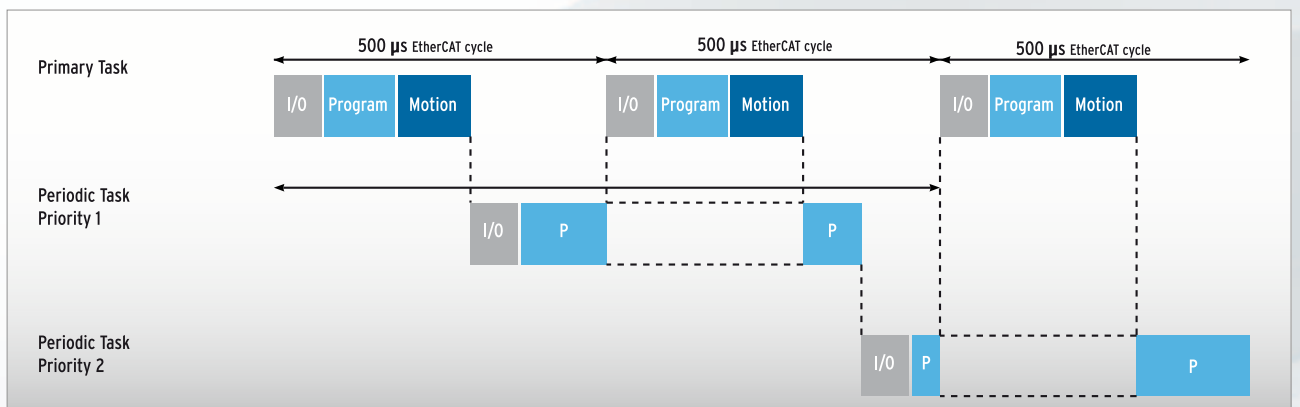 500 µs EtherCAT cycle 500 µs EtherCAT cycle 500 µs EtherCAT cycle
Primary Task
I/O Program Motion I/O Program Motion I/O Program Motion
Periodic Task
Priority 1
I/O P P
Periodic Task
Priority 2
I/O P P